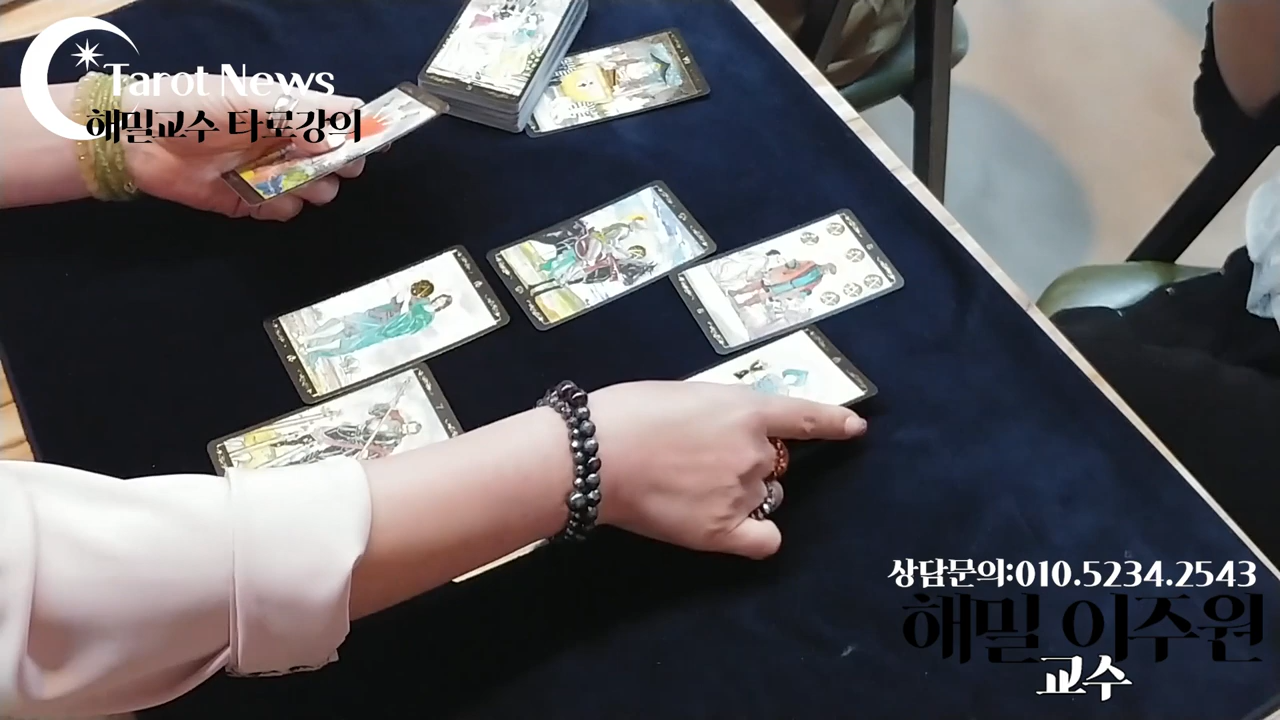 Tarot News
해밀교수 타로강의
상담문의:010.5234.2543
해밀 이주원
교수